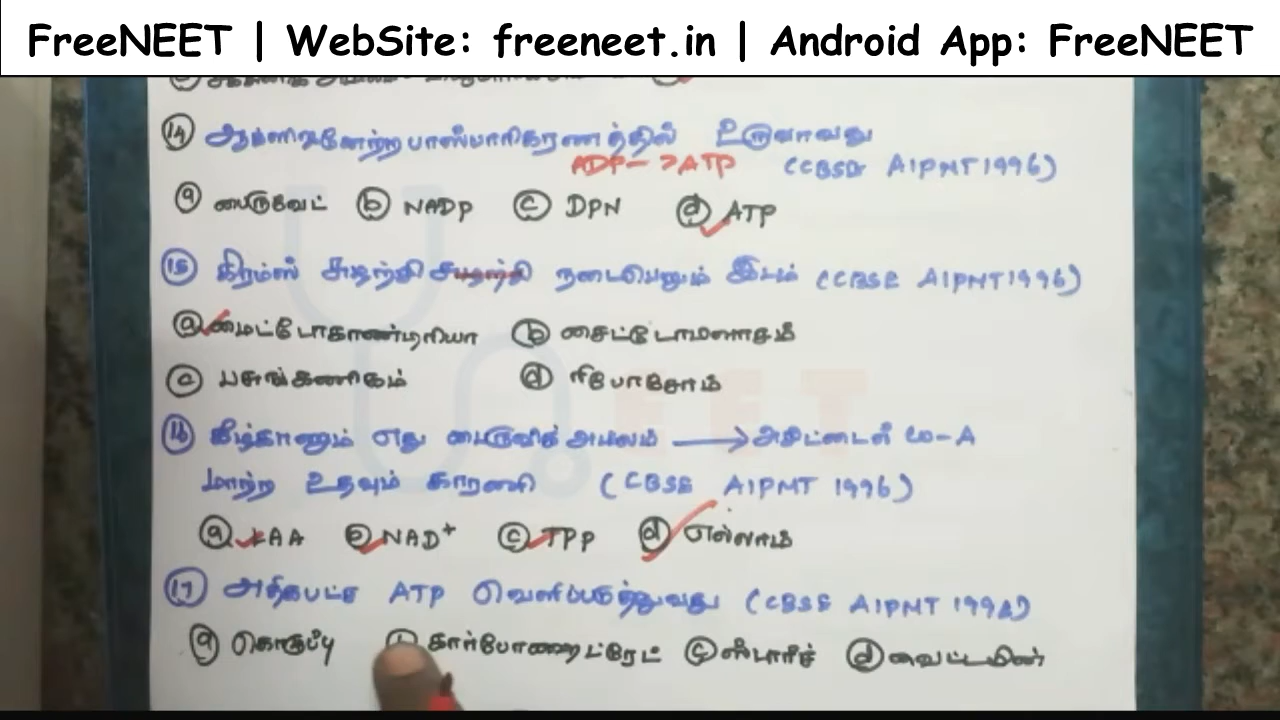 FreeNEET | WebSite: freeneet.in | Android App: FreeNEET
14 ஆக்ஸிஜனேற்ற பாஸ்பாரிகரணத்தில் உருவாவது
ADP -> ATP (CBSE AIPMT 1996)
a பைருவேட் b NADP c DPN d ATP
15 கிரம்ஸ் சுழற்சி நடைபெறும் இடம் (CBSE AIPMT 1996)
a மைட்டோகாண்டிரியா b சைட்டோபிளாசம்
c பசுங்கணிகம் d ரிபோசோம்
16 கீழ்காணும் எது பைருவிக் அமிலம் → அசிட்டைல் Co-A
மாற்ற உதவும் காரணி (CBSE AIPMT 1996)
a LAA b NAD+ c TPP d எல்லாம்
17 அதிகபட்ச ATP வெளிப்படுத்துவது (CBSE AIPMT
a கொழுப்பு கார்போஹைட்ரேட் c ஸ்டார்ச் d வைட்டமின்